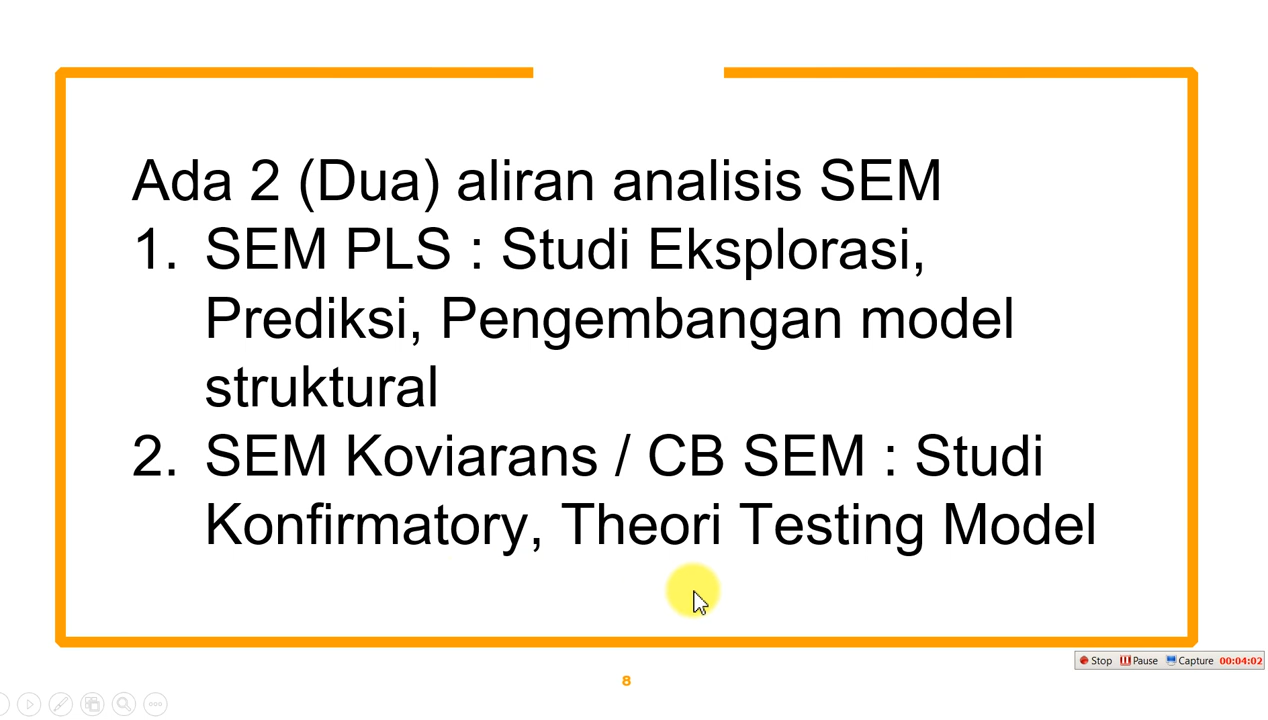 Ada 2 (Dua) aliran analisis SEM
1. SEM PLS : Studi Eksplorasi,
Prediksi, Pengembangan model
struktural
2. SEM Koviarans / CB SEM : Studi
Konfirmatory, Theori Testing Model
Stop Pause Capture 00:04:02
8